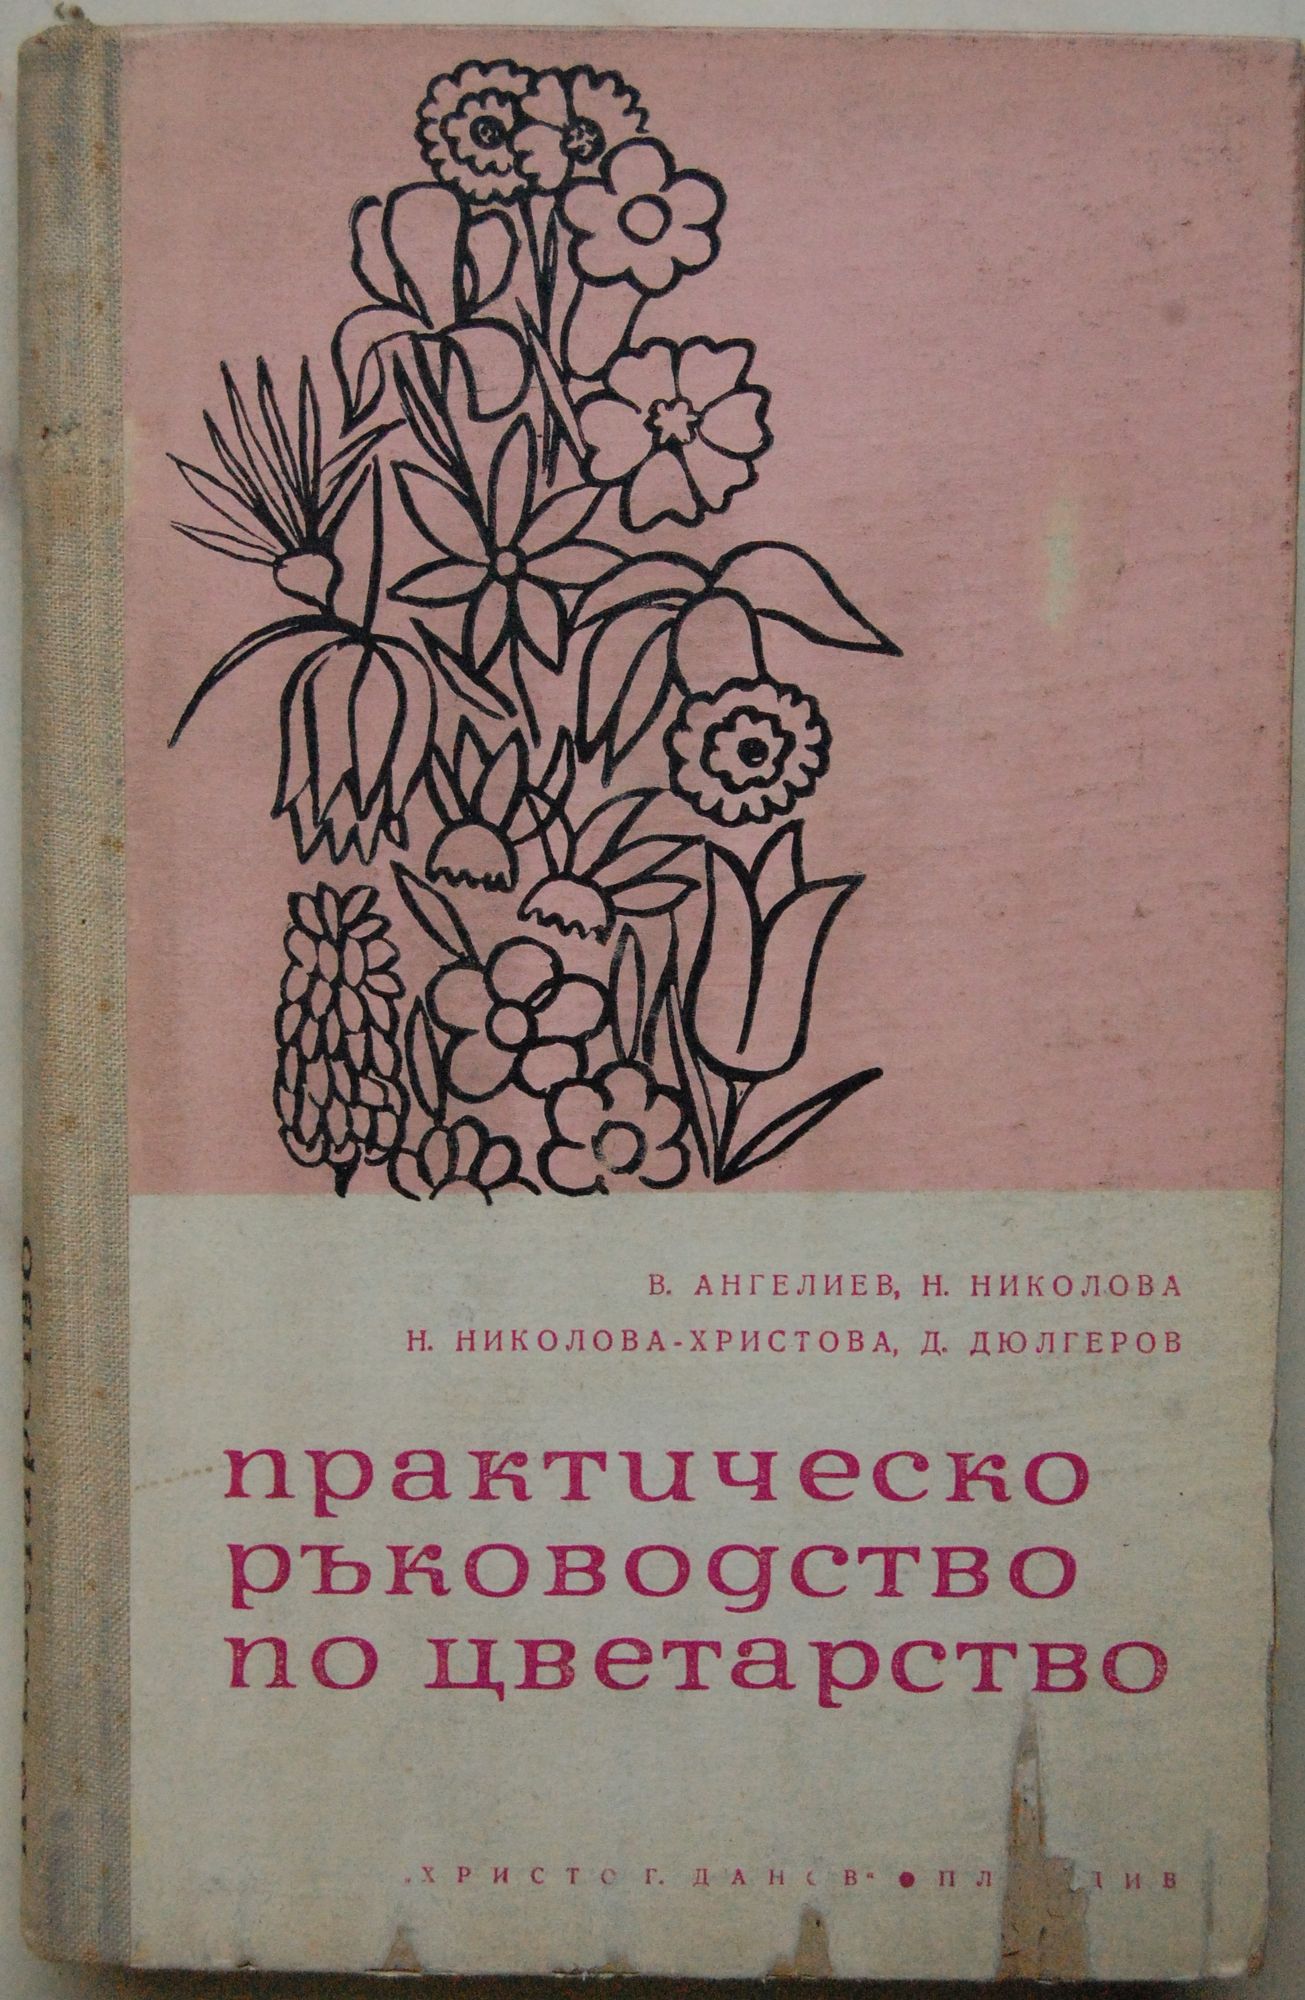 В. АНГЕЛИЕВ, Н. НИКОЛОВА
Н. НИКОЛОВА-ХРИСТОВА, Д. ДЮЛГЕРОВ
практическо
ръководство
по цветарство
„ХРИСТО Г. ДАНОВ“ ● ПЛОВДИВ